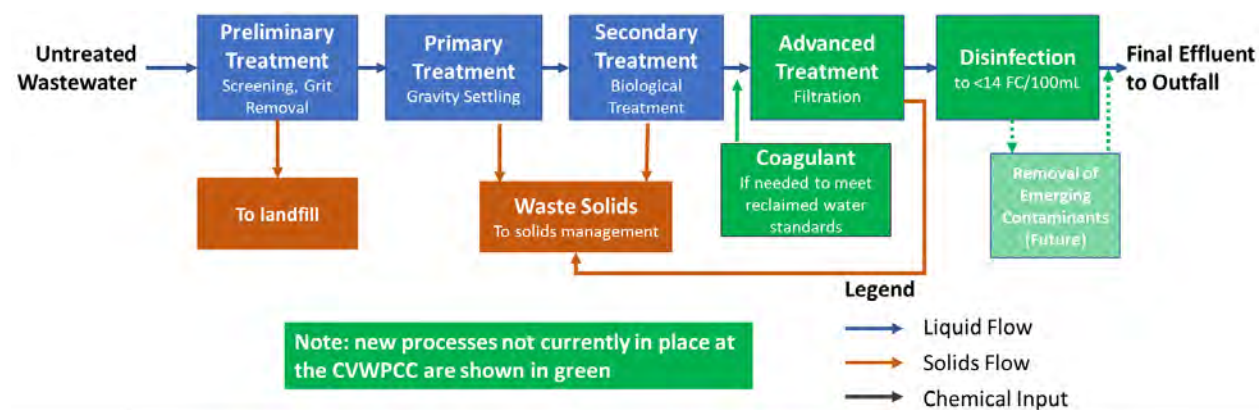 Untreated
Wastewater
Preliminary
Treatment
Screening, Grit
Removal
Primary
Treatment
Gravity Settling
Secondary
Treatment
Biological
Treatment
Advanced
Treatment
Filtration
Disinfection
to <14 FC/100mL
Final Effluent
to Outfall
To landfill
Waste Solids
To solids management
Coagulant
If needed to meet
reclaimed water
standards
Removal of
Emerging
Contaminants
(Future)
Note: new processes not currently in place at
the CVWPCC are shown in green
Legend
Liquid Flow
Solids Flow
Chemical Input